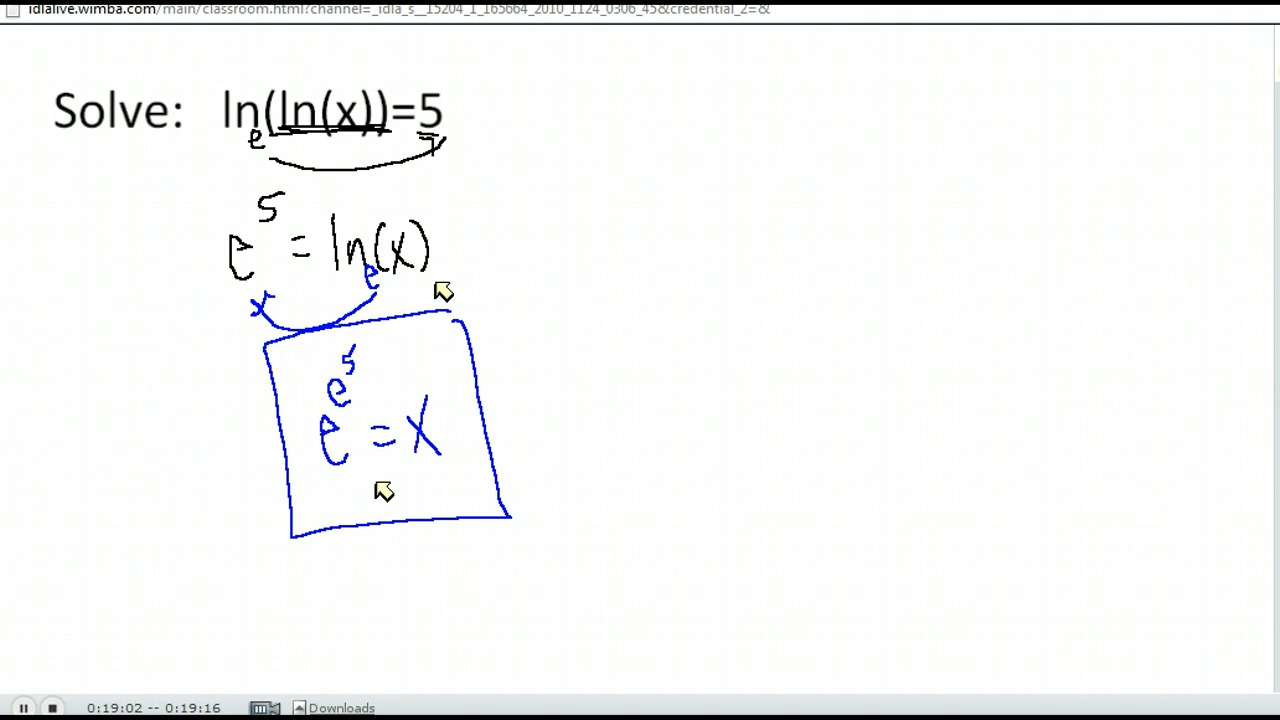 idlalive.wimba.com/main/classroom.html?channel=_idla_s__15204_1_165664_2010_1124_0306_45&credential_2=&
Solve: ln(ln(x))=5
e
e^5 = ln(x)
e
x
e^e^5 = x
0:19:02 -- 0:19:16 Downloads